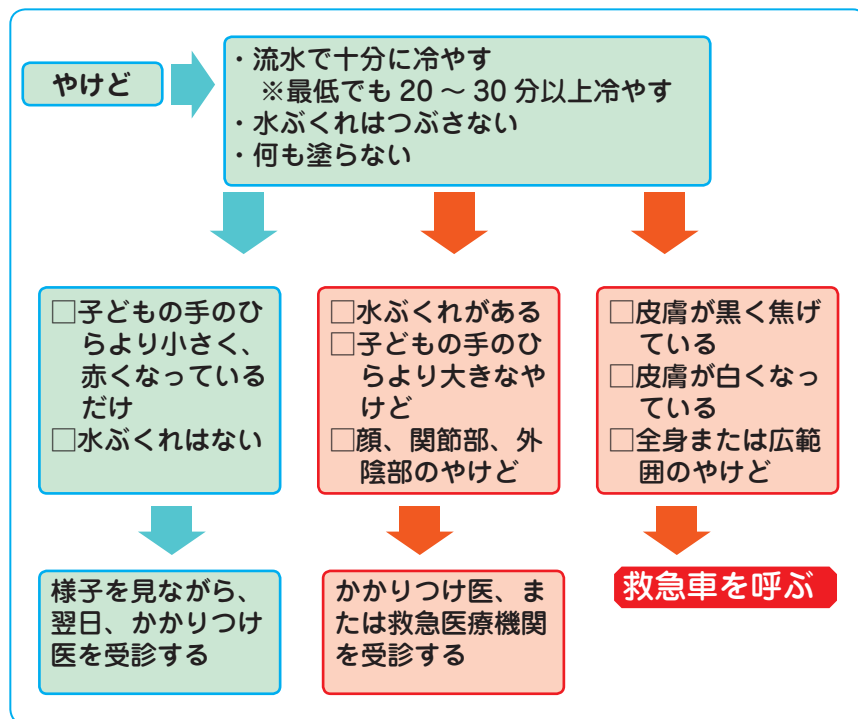 やけど
・流水で十分に冷やす
※最低でも 20 ～ 30 分以上冷やす
・水ぶくれはつぶさない
・何も塗らない
□子どもの手のひ
らより小さく、
赤くなっている
だけ
□水ぶくれはない
□水ぶくれがある
□子どもの手のひ
らより大きなや
けど
□顔、関節部、外
陰部のやけど
□皮膚が黒く焦げ
ている
□皮膚が白くなっ
ている
□全身または広範
囲のやけど
様子を見ながら、
翌日、かかりつけ
医を受診する
かかりつけ医、ま
たは救急医療機関
を受診する
救急車を呼ぶ